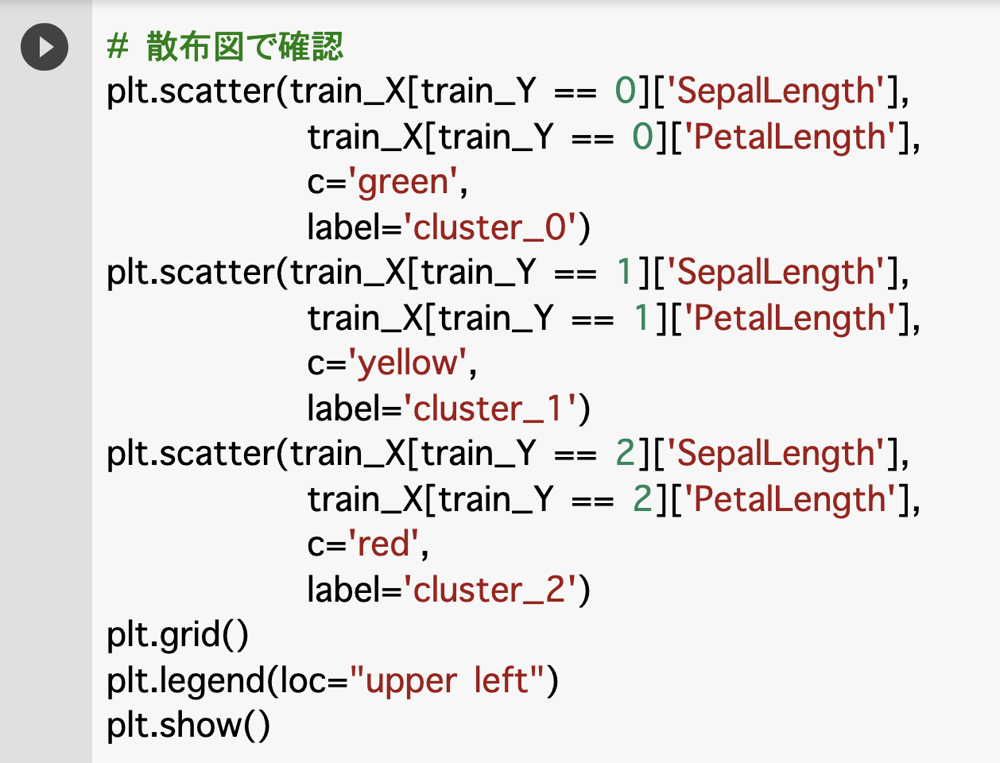 # 散布図で確認
plt.scatter(train_X[train_Y == 0]['SepalLength'],
            train_X[train_Y == 0]['PetalLength'],
            c='green',
            label='cluster_0')
plt.scatter(train_X[train_Y == 1]['SepalLength'],
            train_X[train_Y == 1]['PetalLength'],
            c='yellow',
            label='cluster_1')
plt.scatter(train_X[train_Y == 2]['SepalLength'],
            train_X[train_Y == 2]['PetalLength'],
            c='red',
            label='cluster_2')
plt.grid()
plt.legend(loc="upper left")
plt.show()